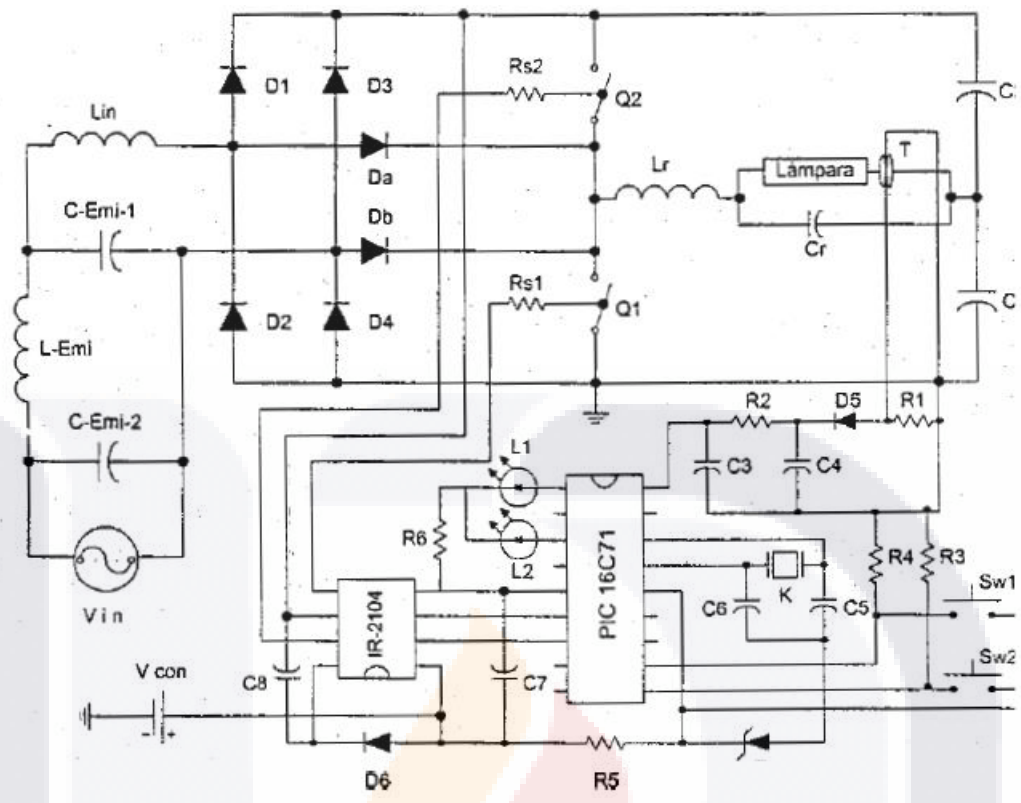 Rs2
D1
D3
Q2
C
Lin
T
Da
Lr
Lámpara
C-Emi-1
Db
Cr
Rs1
C
D2
D4
Q1
L-Emi
R2
D5
R1
C-Emi-2
L1
C3
C4
R6
R4
R3
L2
PIC 16C71
Sw1
Vin
IR-2104
C6
K
C5
Sw2
V con
C8
C7
- +
D6
R5